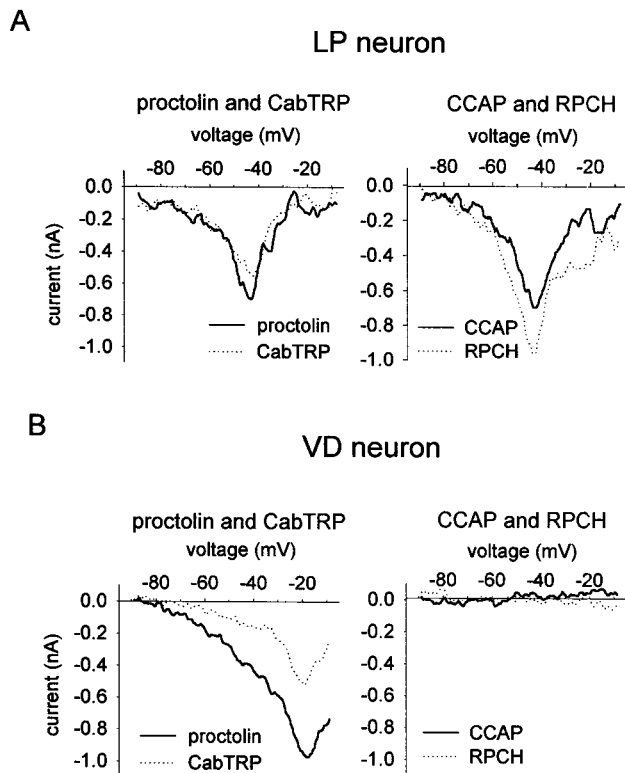 A
LP neuron
proctolin and CabTRP
voltage (mV)
-80 -60 -40 -20
0.0
-0.2
-0.4
-0.6
-0.8
-1.0
current (nA)
proctolin
CabTRP
CCAP and RPCH
voltage (mV)
-80 -60 -40 -20
0.0
-0.2
-0.4
-0.6
-0.8
-1.0
CCAP
RPCH
B
VD neuron
proctolin and CabTRP
voltage (mV)
-80 -60 -40 -20
0.0
-0.2
-0.4
-0.6
-0.8
-1.0
current (nA)
proctolin
CabTRP
CCAP and RPCH
voltage (mV)
-80 -60 -40 -20
0.0
-0.2
-0.4
-0.6
-0.8
-1.0
CCAP
RPCH